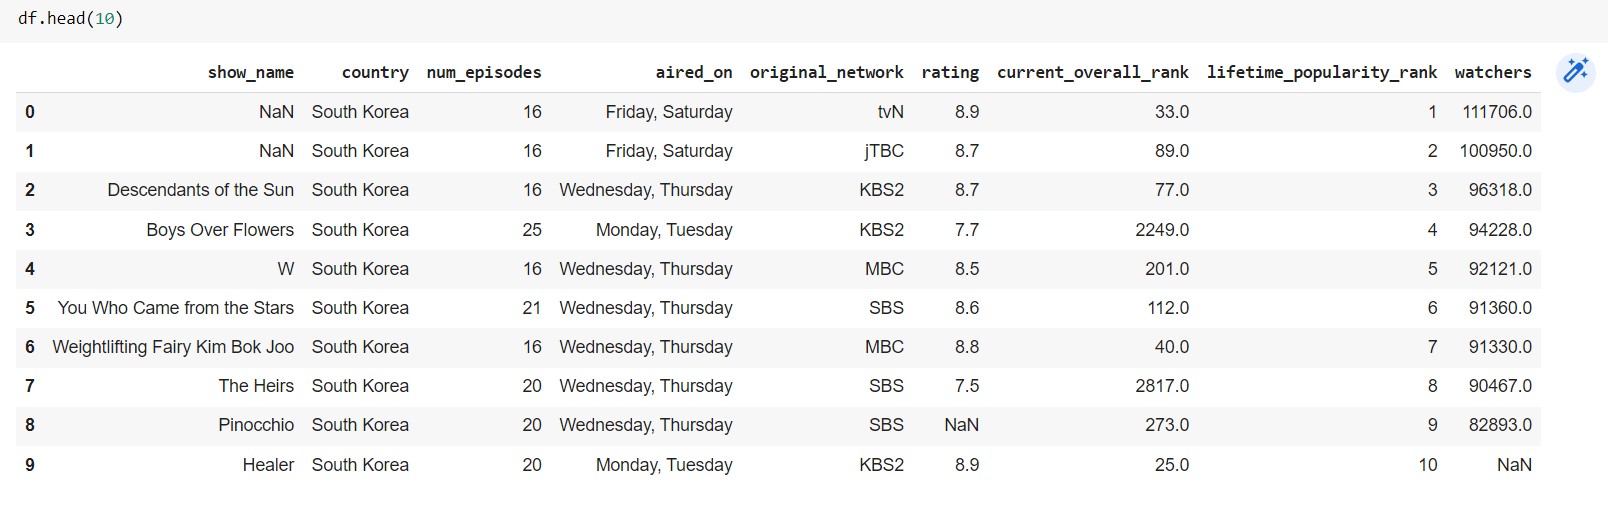 df.head(10)
show_name country num_episodes aired_on original_network rating current_overall_rank lifetime_popularity_rank watchers
0 NaN South Korea 16 Friday, Saturday tvN 8.9 33.0 1 111706.0
1 NaN South Korea 16 Friday, Saturday jTBC 8.7 89.0 2 100950.0
2 Descendants of the Sun South Korea 16 Wednesday, Thursday KBS2 8.7 77.0 3 96318.0
3 Boys Over Flowers South Korea 25 Monday, Tuesday KBS2 7.7 2249.0 4 94228.0
4 W South Korea 16 Wednesday, Thursday MBC 8.5 201.0 5 92121.0
5 You Who Came from the Stars South Korea 21 Wednesday, Thursday SBS 8.6 112.0 6 91360.0
6 Weightlifting Fairy Kim Bok Joo South Korea 16 Wednesday, Thursday MBC 8.8 40.0 7 91330.0
7 The Heirs South Korea 20 Wednesday, Thursday SBS 7.5 2817.0 8 90467.0
8 Pinocchio South Korea 20 Wednesday, Thursday SBS NaN 273.0 9 82893.0
9 Healer South Korea 20 Monday, Tuesday KBS2 8.9 25.0 10 NaN